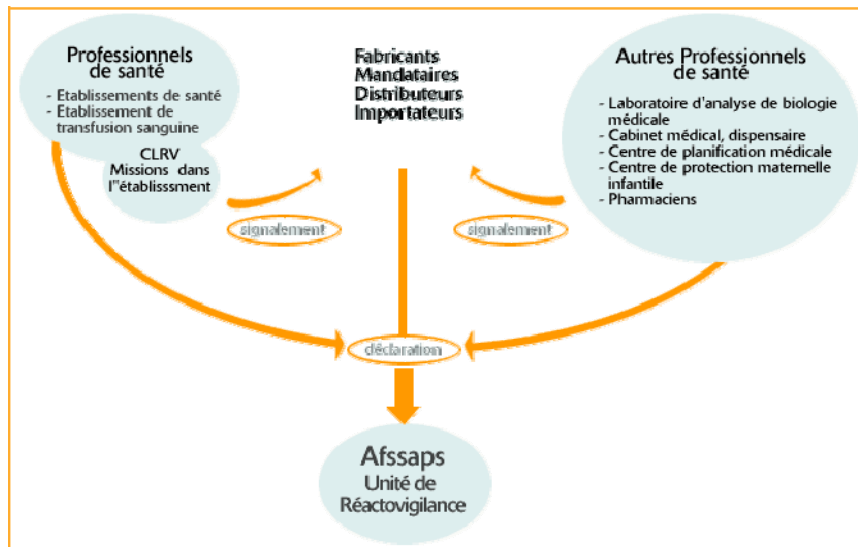 Professionnels
de santé
- Etablissements de santé
- Etablissement de
transfusion sanguine
CLRV
Missions dans
l"établisssment
Fabricants
Mandataires
Distributeurs
Importateurs
Autres Professionnels
de santé
- Laboratoire d'analyse de biologie
médicale
- Cabinet médical, dispensaire
- Centre de planification médicale
- Centre de protection maternelle
infantile
- Pharmaciens
signalement
signalement
déclaration
Afssaps
Unité de
Réactovigilance